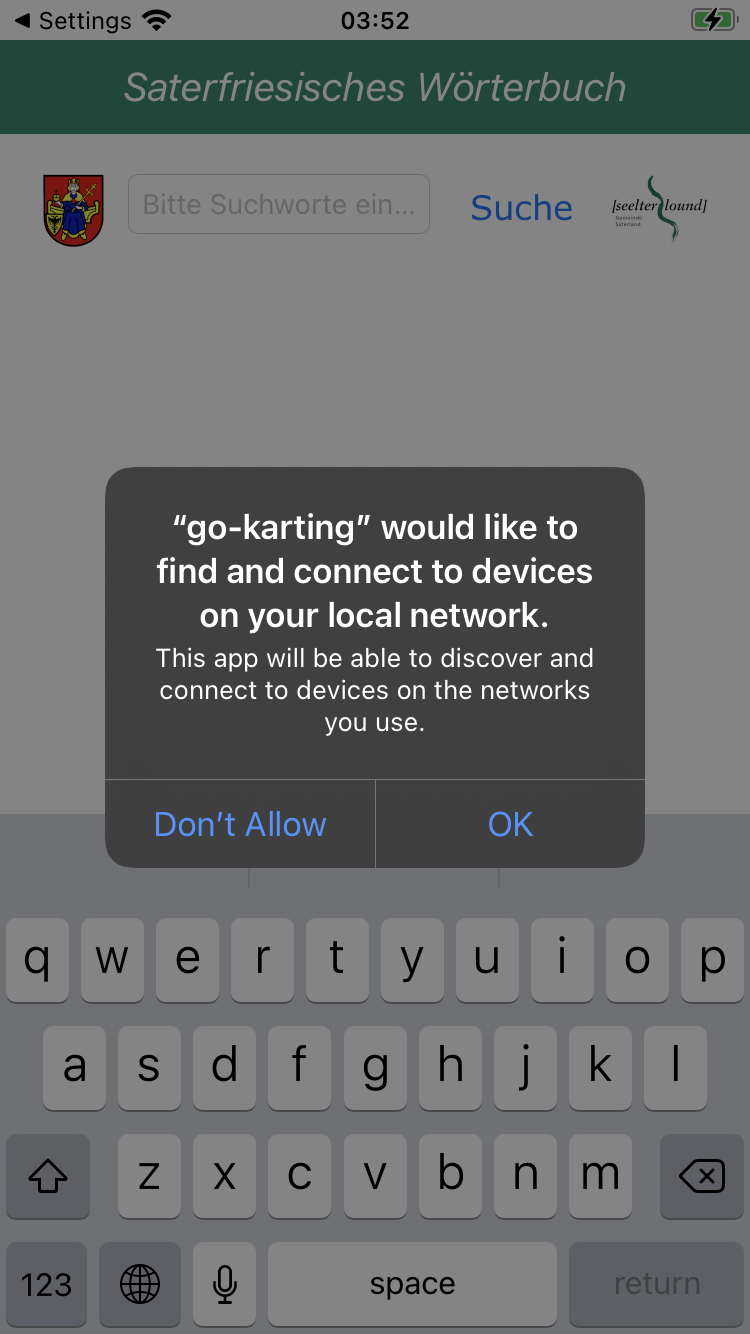 ◀ Settings 03:52
Saterfriesisches Wörterbuch
Bitte Suchworte ein... Suche [seelter lound]
Gemeinde
Saterland
“go-karting” would like to
find and connect to devices
on your local network.
This app will be able to discover and
connect to devices on the networks
you use.
Don’t Allow OK
q w e r t y u i o p
a s d f g h j k l
z x c v b n m
123 space return